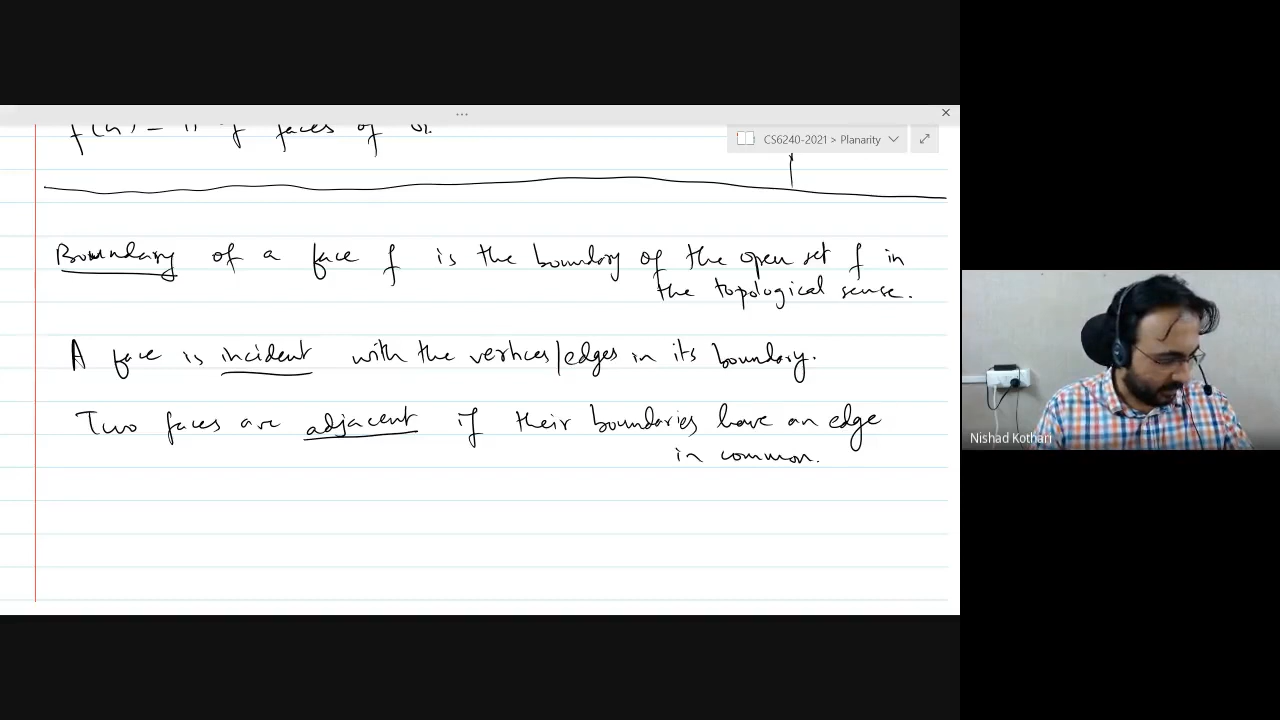 CS6240-2021 > Planarity
faces of
Boundary of a face f is the boundary of the open set f in
the topological sense.
A face is incident with the vertices/edges in its boundary.
Two faces are adjacent if their boundaries have an edge
in common.
Nishad Kothari